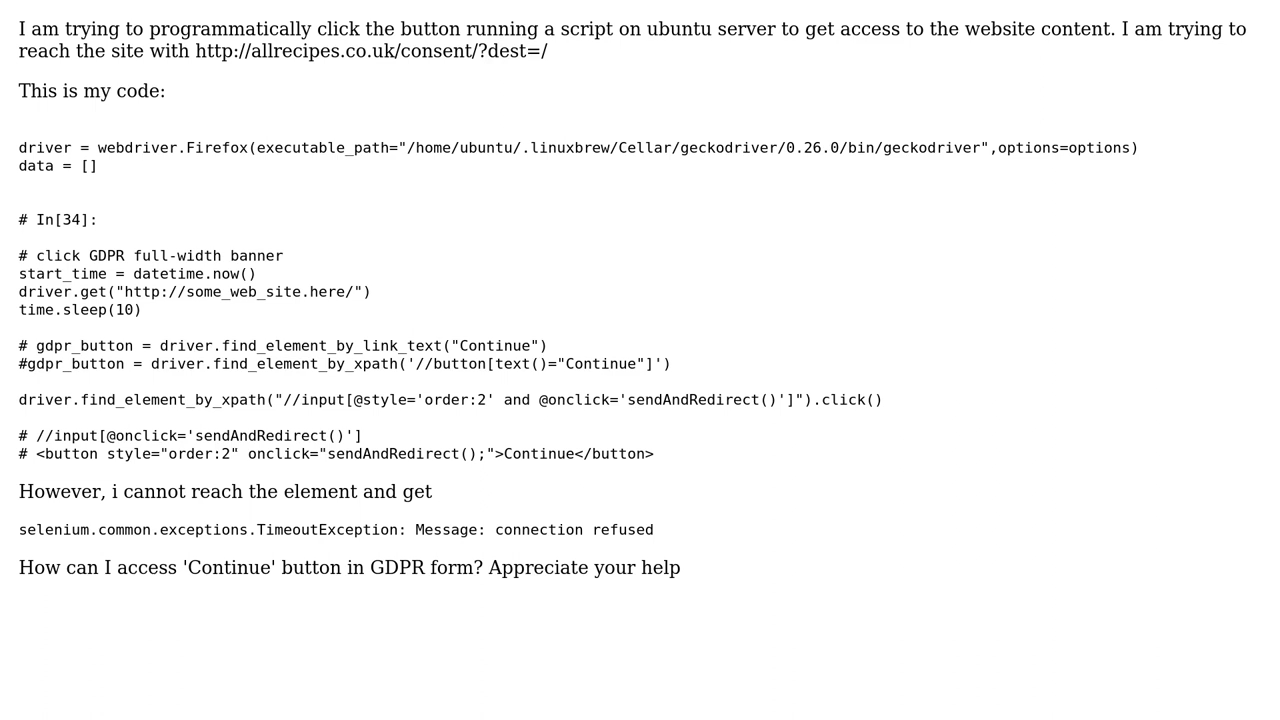 I am trying to programmatically click the button running a script on ubuntu server to get access to the website content. I am trying to
reach the site with http://allrecipes.co.uk/consent/?dest=/
This is my code:
driver = webdriver.Firefox(executable_path="/home/ubuntu/.linuxbrew/Cellar/geckodriver/0.26.0/bin/geckodriver",options=options)
data = []
# In[34]:
# click GDPR full-width banner
start_time = datetime.now()
driver.get("http://some_web_site.here/")
time.sleep(10)
# gdpr_button = driver.find_element_by_link_text("Continue")
#gdpr_button = driver.find_element_by_xpath('//button[text()="Continue"]')
driver.find_element_by_xpath("//input[@style='order:2' and @onclick='sendAndRedirect()']").click()
# //input[@onclick='sendAndRedirect()']
# <button style="order:2" onclick="sendAndRedirect();">Continue</button>
However, i cannot reach the element and get
selenium.common.exceptions.TimeoutException: Message: connection refused
How can I access 'Continue' button in GDPR form? Appreciate your help